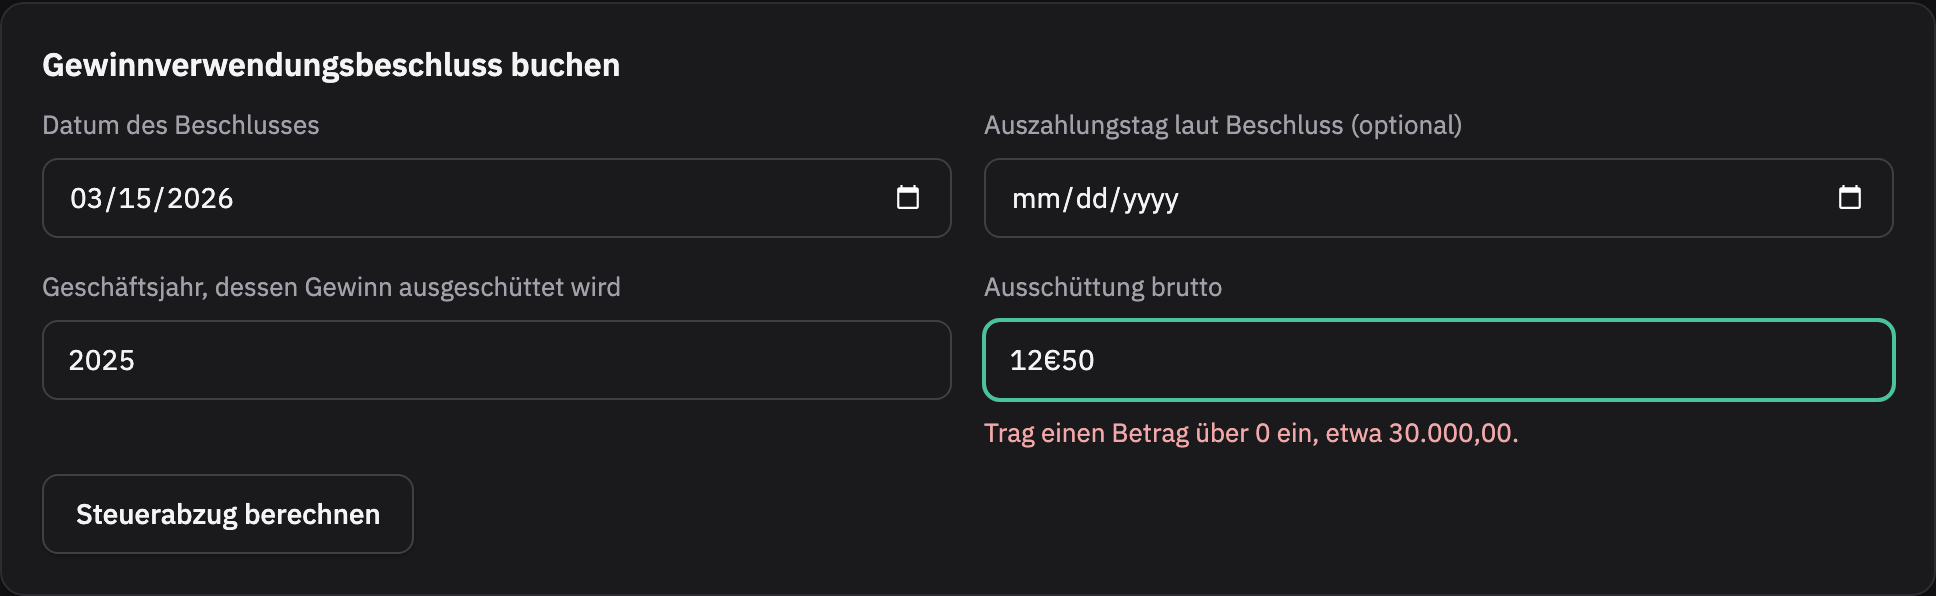 Gewinnverwendungsbeschluss buchen
Datum des Beschlusses
03/15/2026
Auszahlungstag laut Beschluss (optional)
mm/dd/yyyy
Geschäftsjahr, dessen Gewinn ausgeschüttet wird
2025
Ausschüttung brutto
12€50
Trag einen Betrag über 0 ein, etwa 30.000,00.
Steuerabzug berechnen